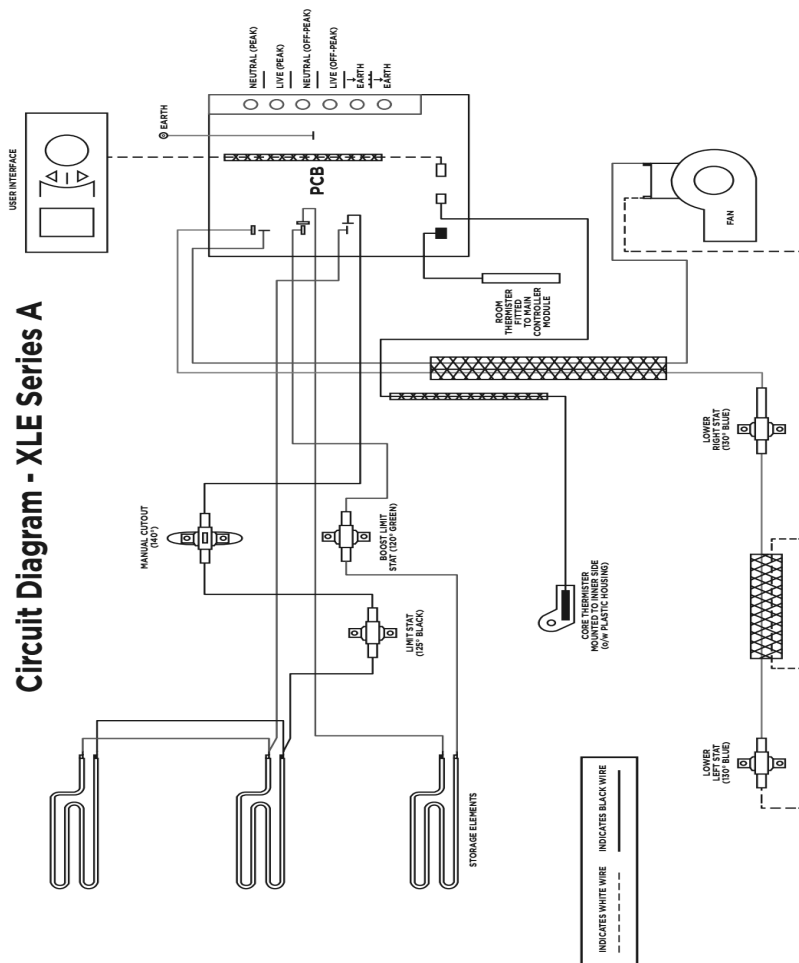 Circuit Diagram - XLE Series A
USER INTERFACE
EARTH
NEUTRAL (PEAK)
LIVE (PEAK)
NEUTRAL (OFF-PEAK)
LIVE (OFF-PEAK)
EARTH
EARTH
PCB
MANUAL CUTOUT
(140°)
BOOST LIMIT
STAT (120° GREEN)
LIMIT STAT
(125° BLACK)
ROOM
THERMISTER
FITTED
TO MAIN
CONTROLLER
MODULE
FAN
STORAGE ELEMENTS
CORE THERMISTER
MOUNTED TO INNER SIDE
(o/w PLASTIC HOUSING)
LOWER
RIGHT STAT
(130° BLUE)
LOWER
LEFT STAT
(130° BLUE)
INDICATES WHITE WIRE
INDICATES BLACK WIRE